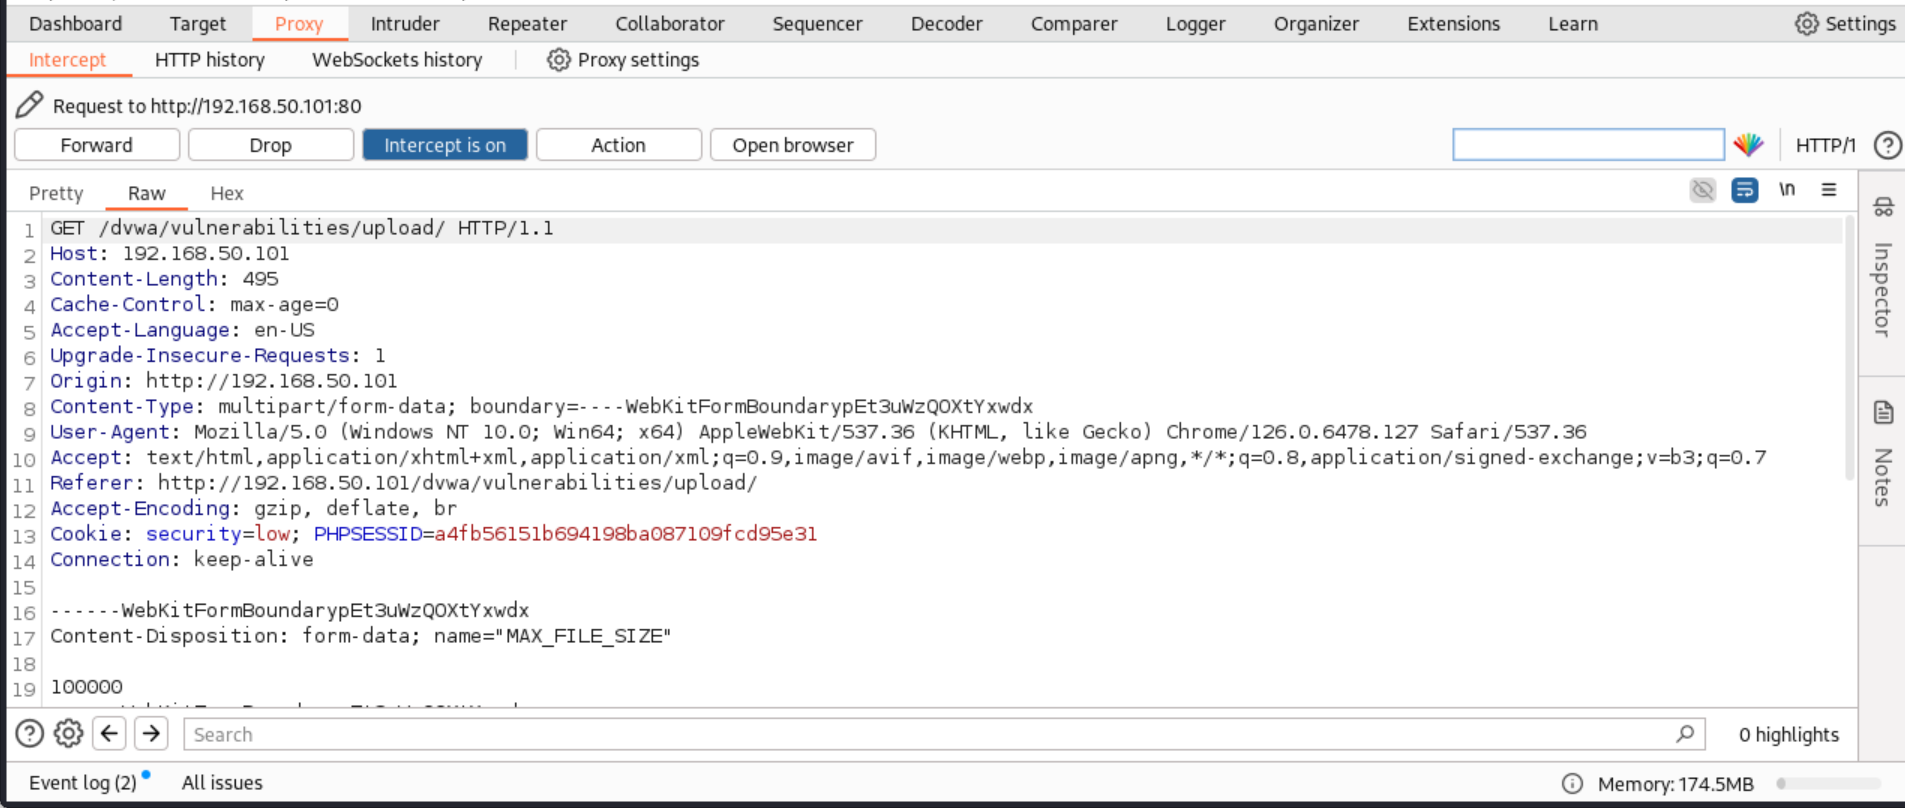 Dashboard Target Proxy Intruder Repeater Collaborator Sequencer Decoder Comparer Logger Organizer Extensions Learn Settings
Intercept HTTP history WebSockets history Proxy settings
Request to http://192.168.50.101:80
Forward Drop Intercept is on Action Open browser HTTP/1
Pretty Raw Hex \n
1 GET /dvwa/vulnerabilities/upload/ HTTP/1.1
2 Host: 192.168.50.101
3 Content-Length: 495
4 Cache-Control: max-age=0
5 Accept-Language: en-US
6 Upgrade-Insecure-Requests: 1
7 Origin: http://192.168.50.101
8 Content-Type: multipart/form-data; boundary=----WebKitFormBoundarypEt3uWzQOXtYxwdx
9 User-Agent: Mozilla/5.0 (Windows NT 10.0; Win64; x64) AppleWebKit/537.36 (KHTML, like Gecko) Chrome/126.0.6478.127 Safari/537.36
10 Accept: text/html,application/xhtml+xml,application/xml;q=0.9,image/avif,image/webp,image/apng,*/*;q=0.8,application/signed-exchange;v=b3;q=0.7
11 Referer: http://192.168.50.101/dvwa/vulnerabilities/upload/
12 Accept-Encoding: gzip, deflate, br
13 Cookie: security=low; PHPSESSID=a4fb56151b694198ba087109fcd95e31
14 Connection: keep-alive
15
16 ------WebKitFormBoundarypEt3uWzQOXtYxwdx
17 Content-Disposition: form-data; name="MAX_FILE_SIZE"
18
19 100000
Inspector
Notes
Search 0 highlights
Event log (2) All issues Memory: 174.5MB